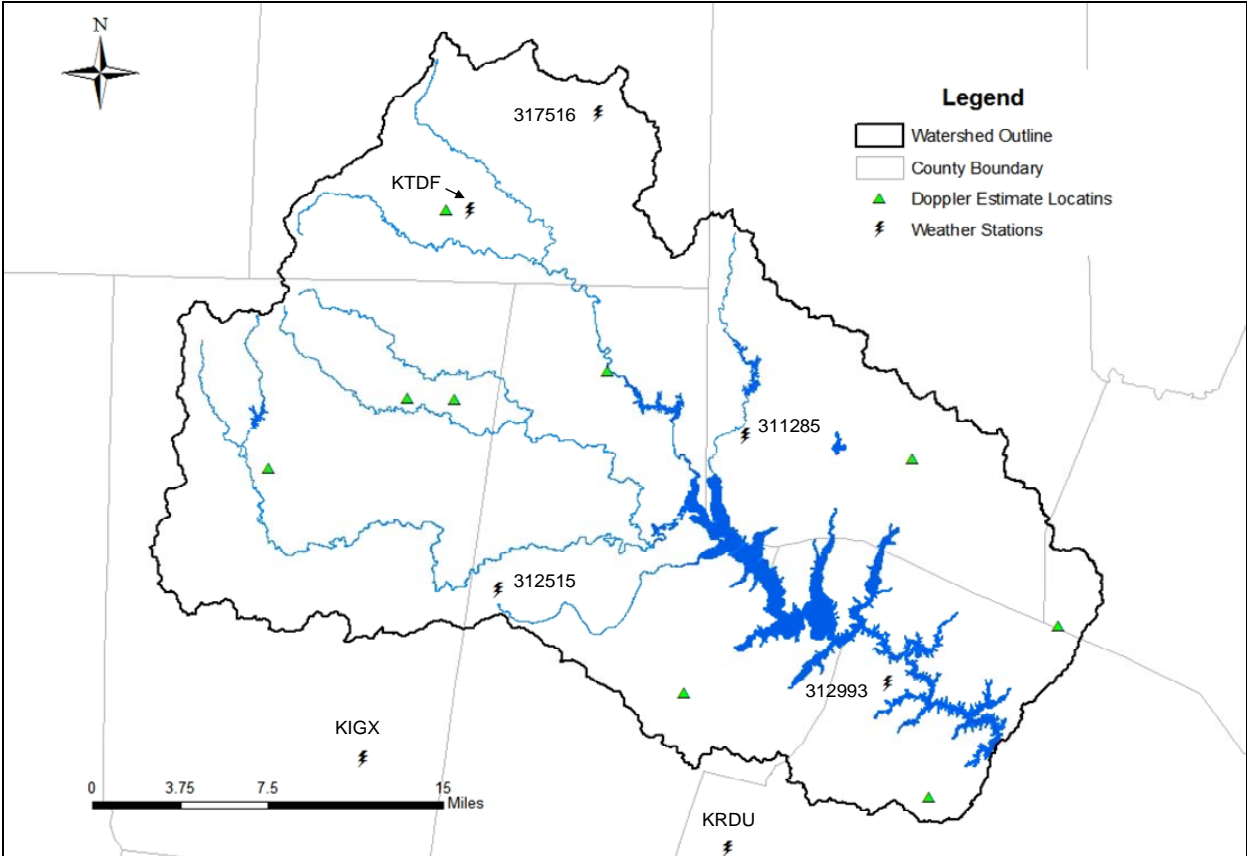 N
317516
Legend
Watershed Outline
County Boundary
Doppler Estimate Locatins
Weather Stations
KTDF
311285
312515
312993
KIGX
0 3.75 7.5 15
Miles
KRDU